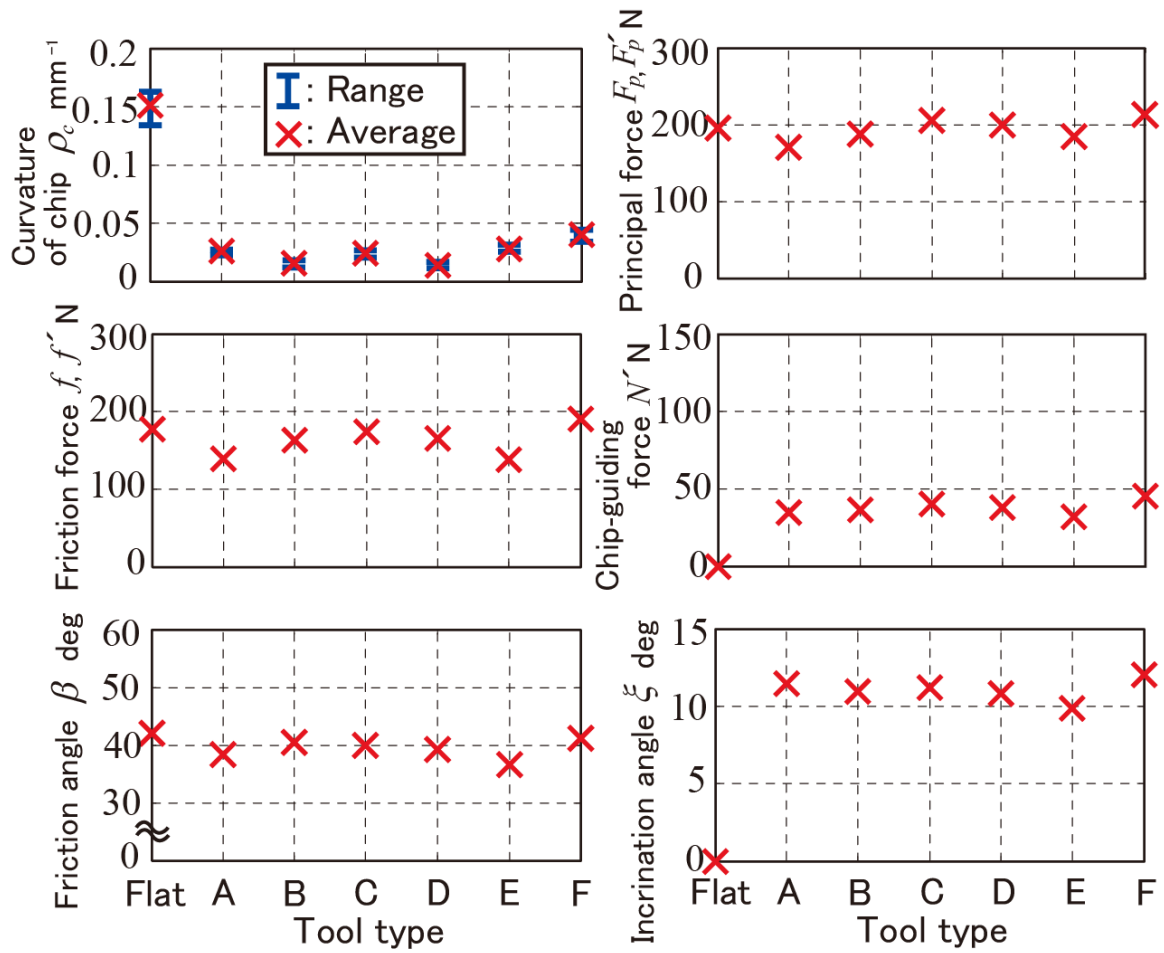 Curvature
of chip ρc mm⁻¹
0.2
0.15
0.1
0.05
0
: Range
: Average
Principal force Fp, Fp′ N
300
200
100
0
Friction force f, f′ N
300
200
100
0
Chip-guiding
force N′ N
150
100
50
0
Friction angle β deg
60
50
40
30
0
Flat A B C D E F
Tool type
Incrination angle ξ deg
15
10
5
0
Flat A B C D E F
Tool type